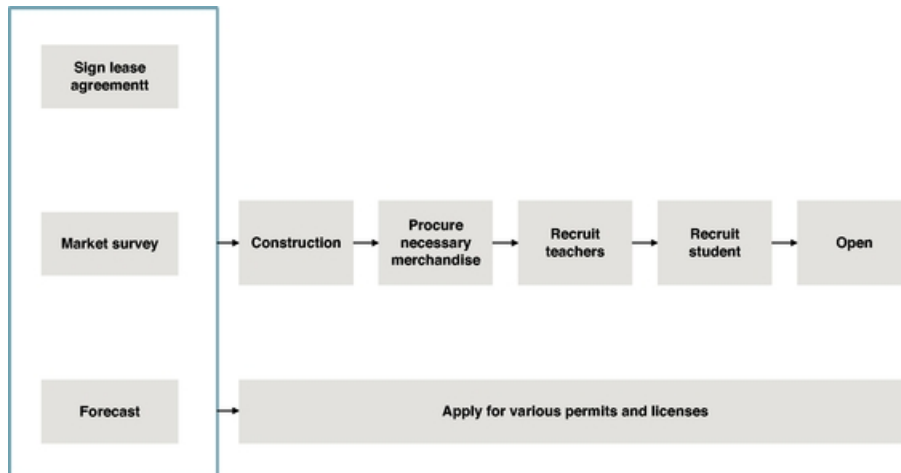 Sign lease
agreementt
Market survey
Construction
Procure
necessary
merchandise
Recruit
teachers
Recruit
student
Open
Forecast
Apply for various permits and licenses